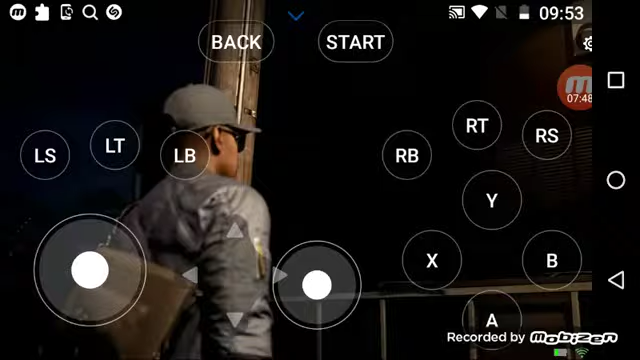 09:53
BACK
START
07:48
LS
LT
LB
RB
RT
RS
Y
X
B
A
Recorded by
mobizen